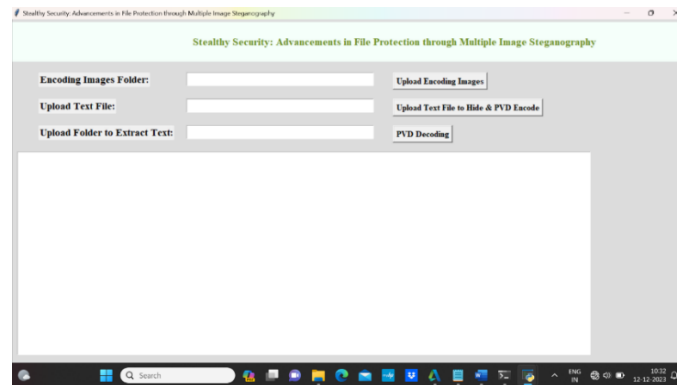 Stealthy Security: Advancements in File Protection through Multiple Image Steganography
Stealthy Security: Advancements in File Protection through Multiple Image Steganography
Encoding Images Folder:
Upload Encoding Images
Upload Text File:
Upload Text File to Hide & PVD Encode
Upload Folder to Extract Text:
PVD Decoding
Search
ENG
IN
10:32
12-12-2023